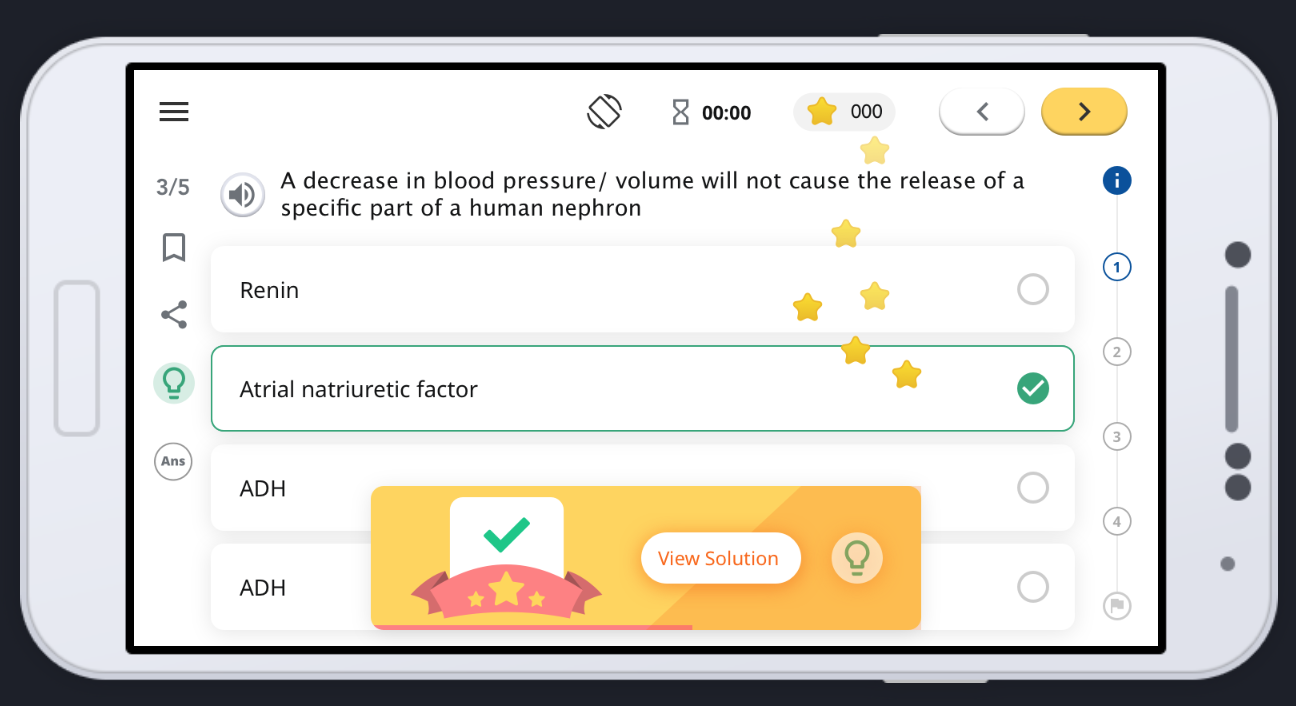 00:00
000
3/5
A decrease in blood pressure/ volume will not cause the release of a
specific part of a human nephron
i
1
Renin
2
Atrial natriuretic factor
3
Ans
ADH
4
View Solution
ADH